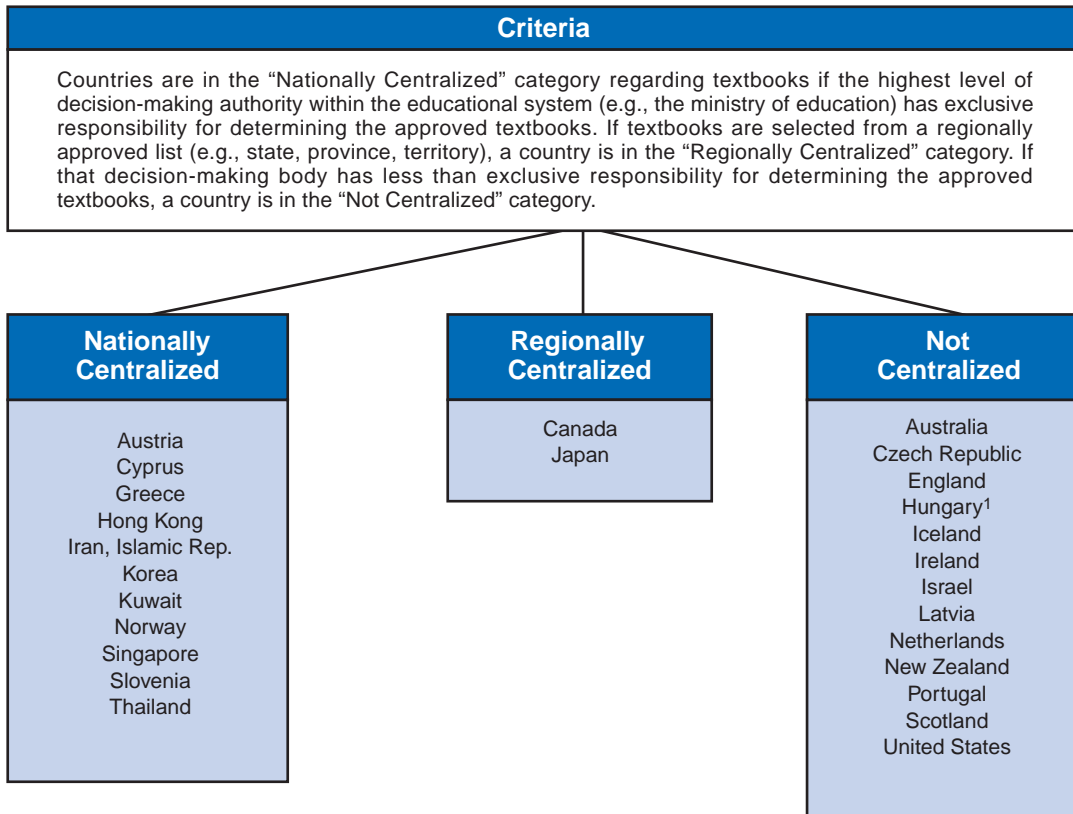 Criteria
Countries are in the “Nationally Centralized” category regarding textbooks if the highest level of
decision-making authority within the educational system (e.g., the ministry of education) has exclusive
responsibility for determining the approved textbooks. If textbooks are selected from a regionally
approved list (e.g., state, province, territory), a country is in the “Regionally Centralized” category. If
that decision-making body has less than exclusive responsibility for determining the approved
textbooks, a country is in the “Not Centralized” category.
Nationally
Centralized
Austria
Cyprus
Greece
Hong Kong
Iran, Islamic Rep.
Korea
Kuwait
Norway
Singapore
Slovenia
Thailand
Regionally
Centralized
Canada
Japan
Not
Centralized
Australia
Czech Republic
England
Hungary¹
Iceland
Ireland
Israel
Latvia
Netherlands
New Zealand
Portugal
Scotland
United States